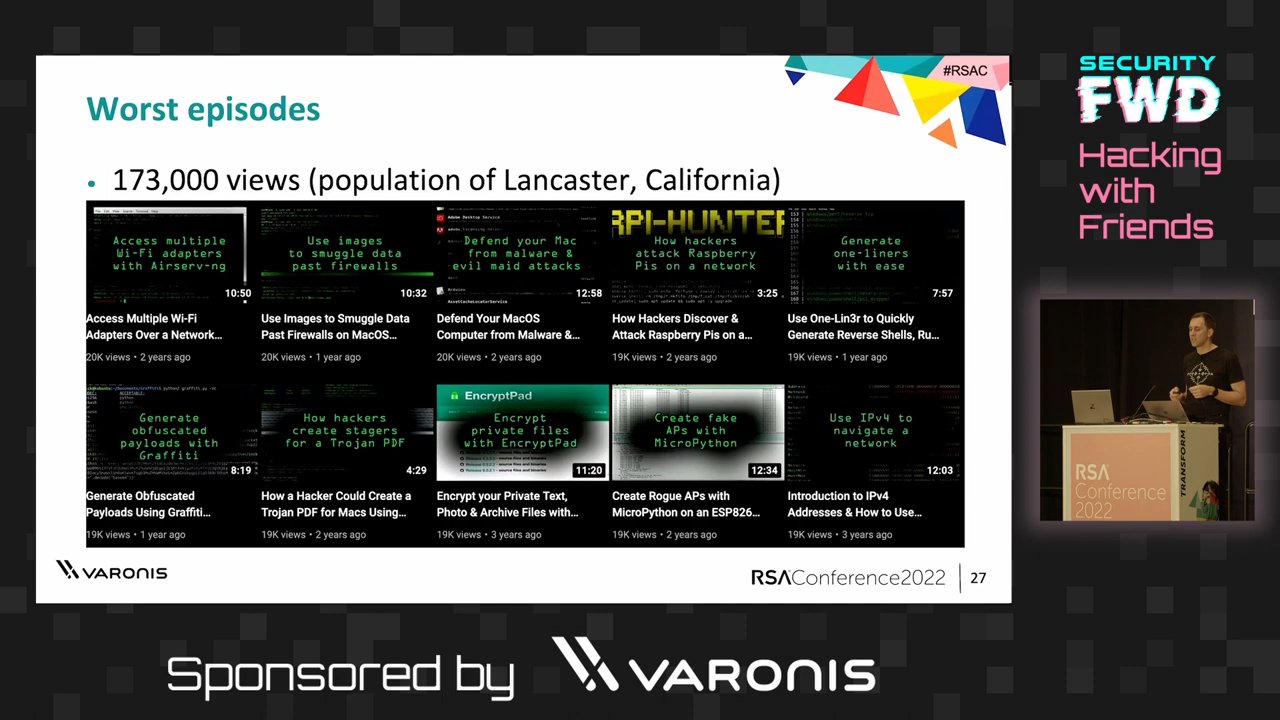 #RSAC
SECURITY
FWD
Hacking
with
Friends
Worst episodes
• 173,000 views (population of Lancaster, California)
Access multiple
Wi-Fi adapters
with Airserv-ng
10:50
Access Multiple Wi-Fi
Adapters Over a Network...
20K views • 2 years ago
Use images
to smuggle data
past firewalls
10:32
Use Images to Smuggle Data
Past Firewalls on MacOS...
20K views • 1 year ago
Adobe Desktop Service
Defend your Mac
from malware &
evil maid attacks
Arduino
AssetCacheLocatorService
12:58
Defend Your MacOS
Computer from Malware &...
20K views • 2 years ago
RPI-HUNTER
How hackers
attack Raspberry
Pis on a network
3:25
How Hackers Discover &
Attack Raspberry Pis on a...
19K views • 2 years ago
Generate
one-liners
with ease
7:57
Use One-Lin3r to Quickly
Generate Reverse Shells, Ru...
19K views • 1 year ago
Generate
obfuscated
payloads with
Graffiti
8:19
Generate Obfuscated
Payloads Using Graffiti...
19K views • 1 year ago
How hackers
create stagers
for a Trojan PDF
4:29
How a Hacker Could Create a
Trojan PDF for Macs Using...
19K views • 2 years ago
EncryptPad
Encrypt
private files
with EncryptPad
11:20
Encrypt your Private Text,
Photo & Archive Files with...
19K views • 3 years ago
Create fake
APs with
MicroPython
12:34
Create Rogue APs with
MicroPython on an ESP826...
19K views • 2 years ago
Use IPv4 to
navigate a
network
12:03
Introduction to IPv4
Addresses & How to Use...
19K views • 3 years ago
VARONIS
RSAConference2022
27
RSA
Conference
2022
TRANSFORM
Sponsored by
VARONIS